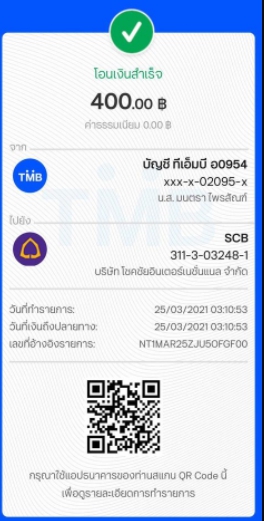 โอนเงินสำเร็จ
400.00 ฿
ค่าธรรมเนียม 0.00 ฿
จาก
TMB
บัญชี ทีเอ็มบี อ0954
xxx-x-02095-x
น.ส. มนตรา ไพรสัณฑ์
ไปยัง
SCB
311-3-03248-1
บริษัท โชคชัยอินเตอร์เนชั่นแนล จำกัด
วันที่ทำรายการ: 25/03/2021 03:10:53
วันที่เงินถึงปลายทาง: 25/03/2021 03:10:53
เลขที่อ้างอิงรายการ: NT1MAR25ZJU5OFGF00
กรุณาใช้แอปธนาคารของท่านสแกน QR Code นี้
เพื่อดูรายละเอียดการทำรายการ